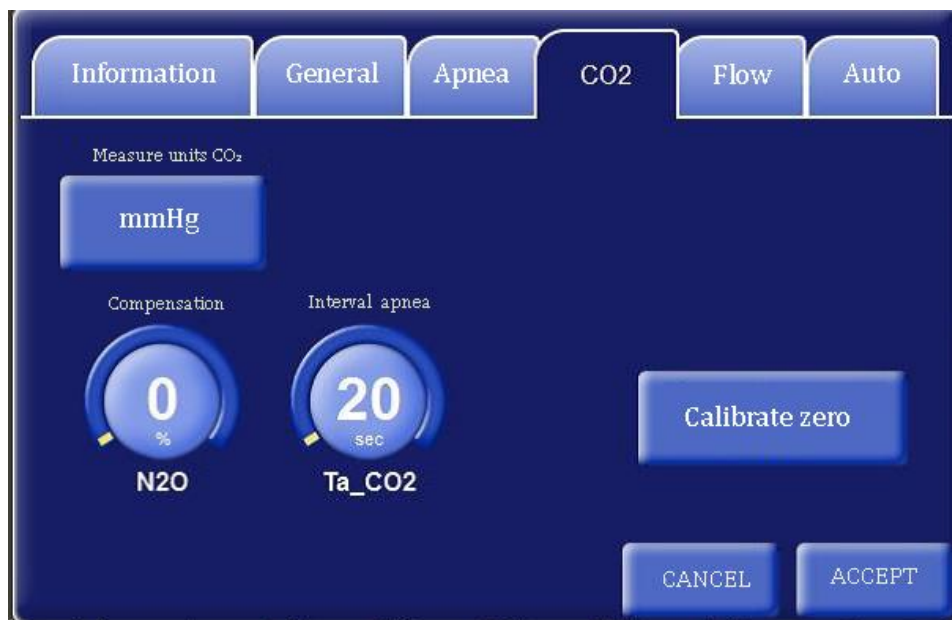 Information General Apnea CO2 Flow Auto
Measure units CO₂
mmHg
Compensation Interval apnea
0 20
% sec
N2O Ta_CO2
Calibrate zero
CANCEL ACCEPT